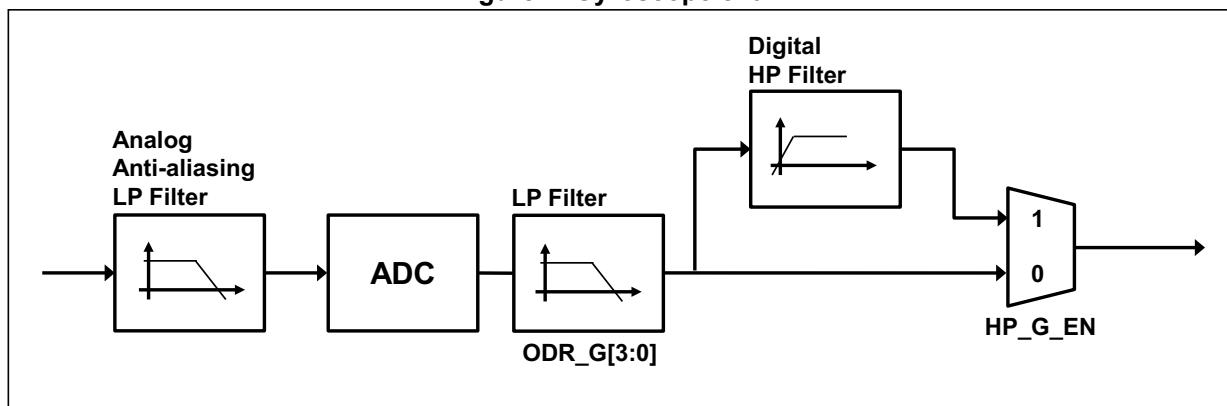 Digital
HP Filter
Analog
Anti-aliasing
LP Filter
LP Filter
ADC
1
0
ODR_G[3:0]
HP_G_EN